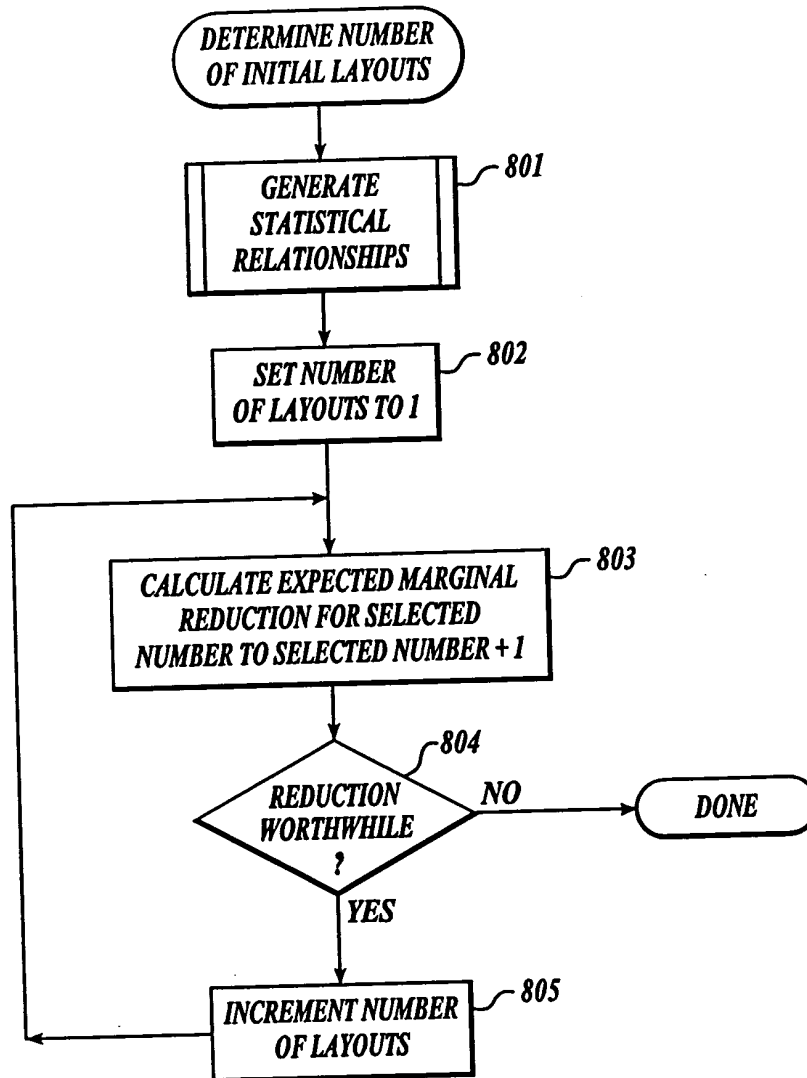 DETERMINE NUMBER
OF INITIAL LAYOUTS
801
GENERATE
STATISTICAL
RELATIONSHIPS
802
SET NUMBER
OF LAYOUTS TO 1
803
CALCULATE EXPECTED MARGINAL
REDUCTION FOR SELECTED
NUMBER TO SELECTED NUMBER + 1
804
REDUCTION
WORTHWHILE
?
NO
DONE
YES
805
INCREMENT NUMBER
OF LAYOUTS